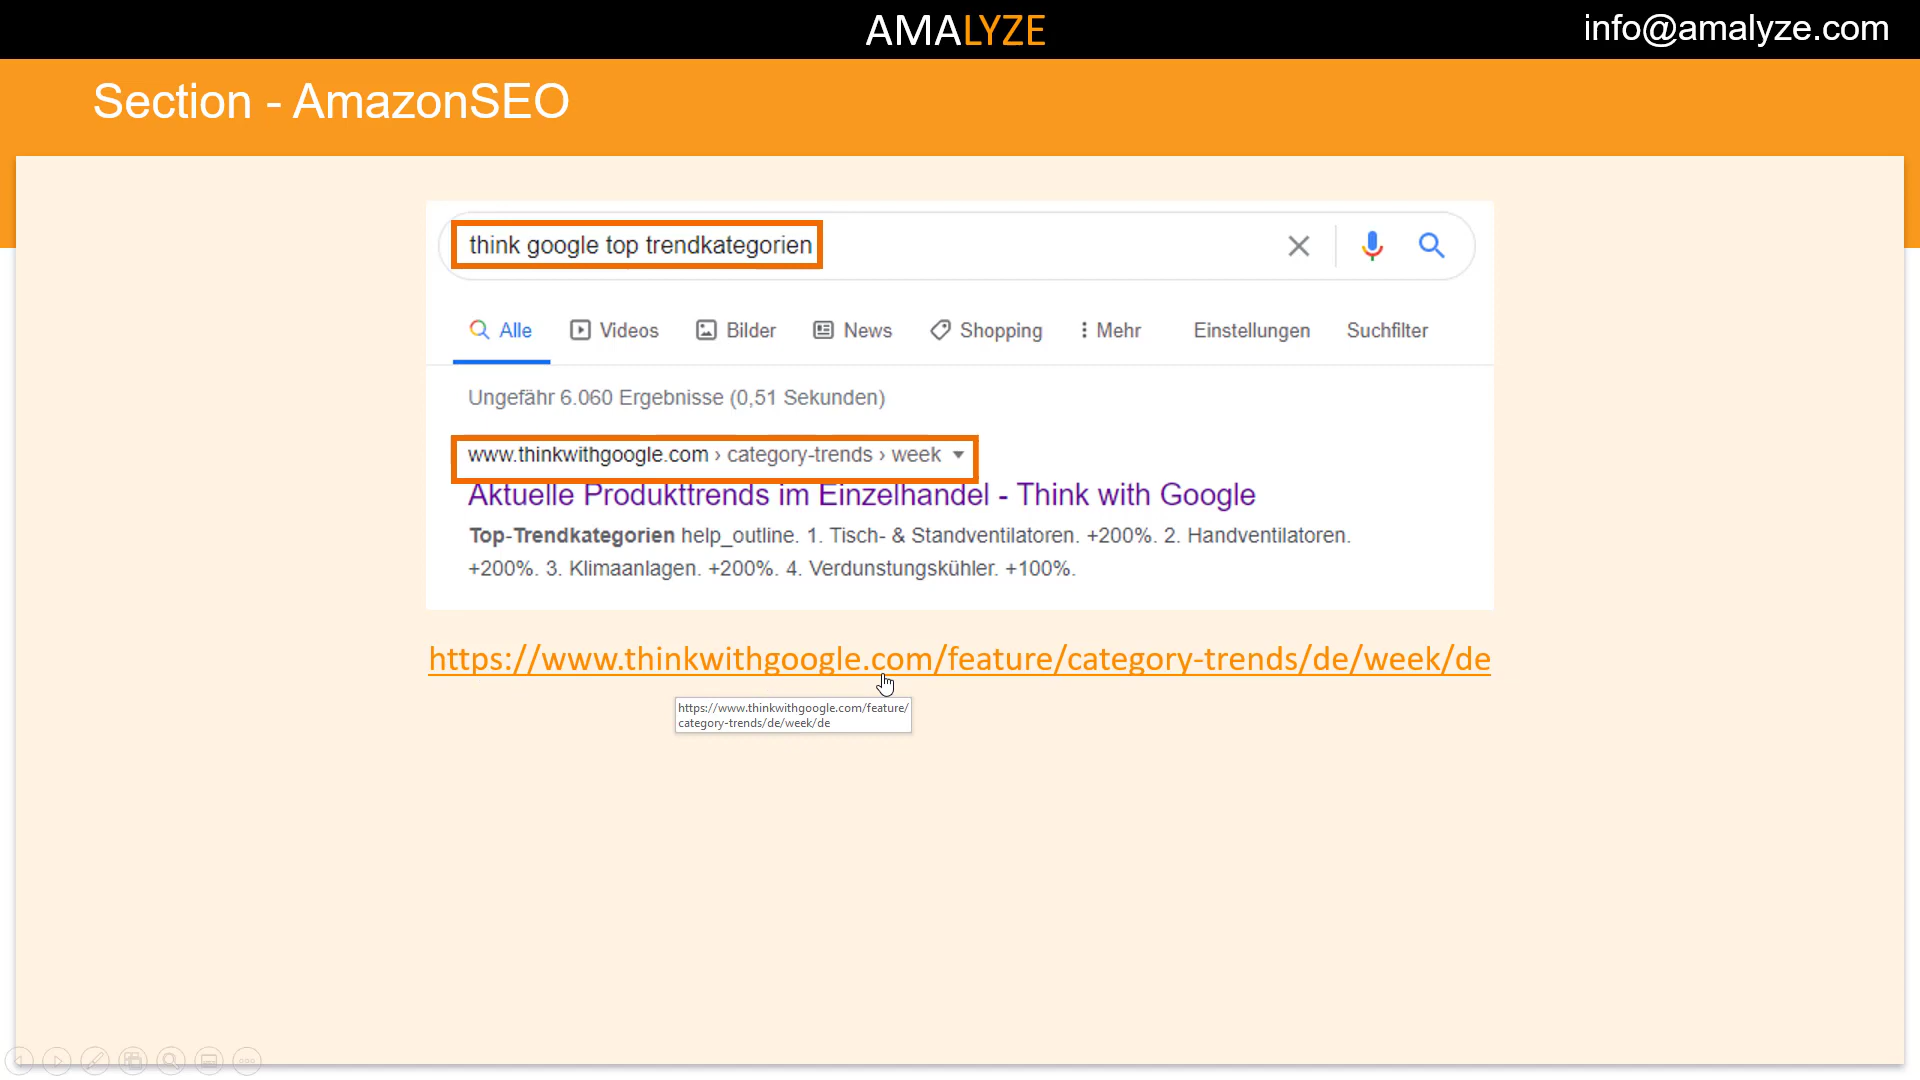 AMALYZE
info@amalyze.com
Section - AmazonSEO
think google top trendkategorien
Alle Videos Bilder News Shopping Mehr Einstellungen Suchfilter
Ungefähr 6.060 Ergebnisse (0,51 Sekunden)
www.thinkwithgoogle.com › category-trends › week
Aktuelle Produkttrends im Einzelhandel - Think with Google
Top-Trendkategorien help_outline. 1. Tisch- & Standventilatoren. +200%. 2. Handventilatoren.
+200%. 3. Klimaanlagen. +200%. 4. Verdunstungskühler. +100%.
https://www.thinkwithgoogle.com/feature/category-trends/de/week/de
https://www.thinkwithgoogle.com/feature/
category-trends/de/week/de